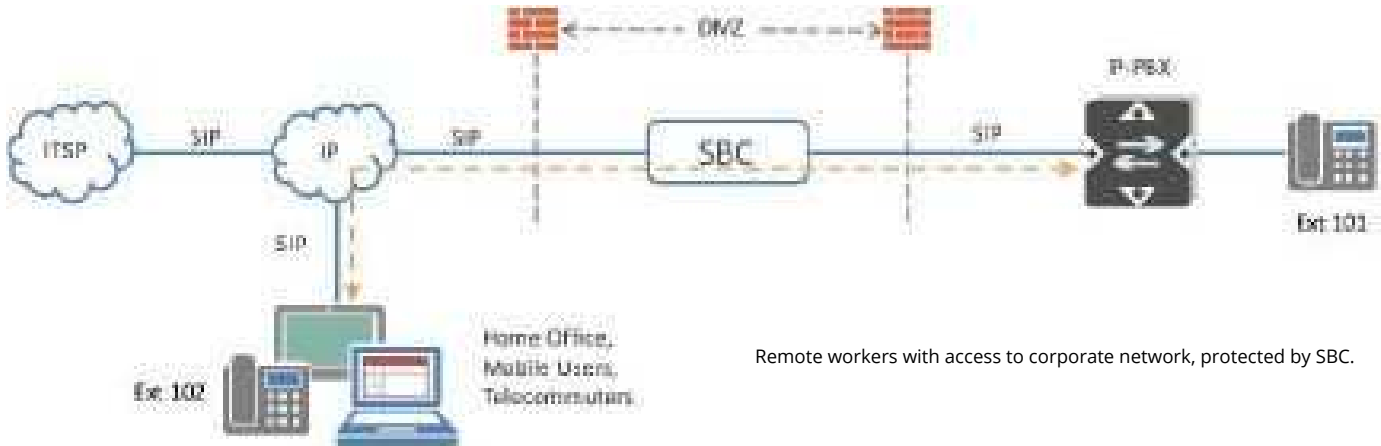 DMZ
IP-PBX
ITSP
SIP
IP
SIP
SBC
SIP
Ext 101
SIP
Home Office,
Mobile Users,
Telecommuters
Remote workers with access to corporate network, protected by SBC.
Ext 102